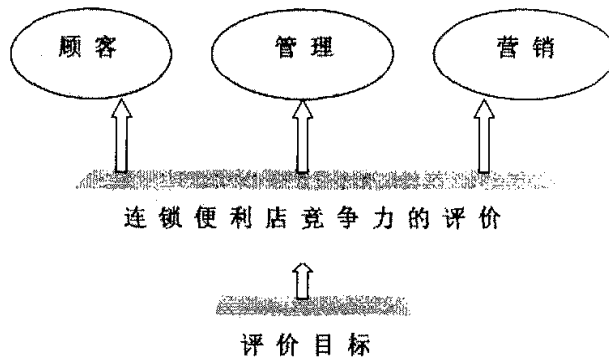 顾客 管理 营销
连锁便利店竞争力的评价
评价目标